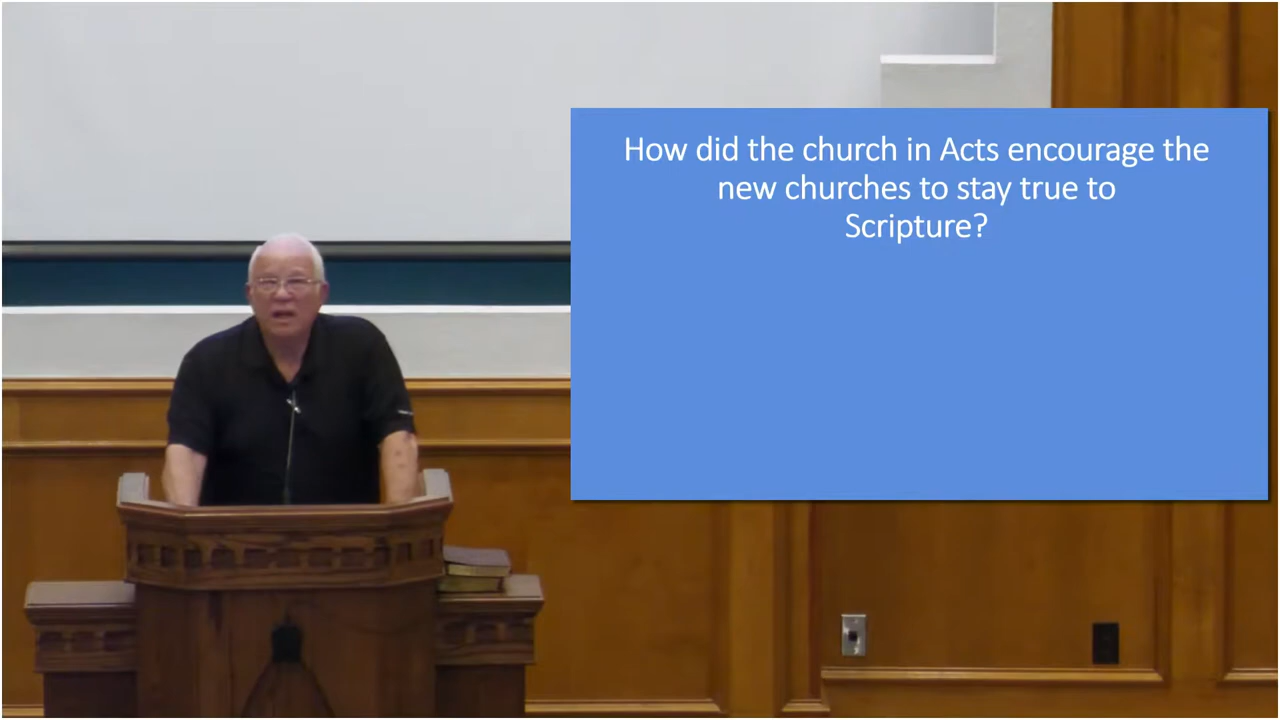 How did the church in Acts encourage the
new churches to stay true to
Scripture?